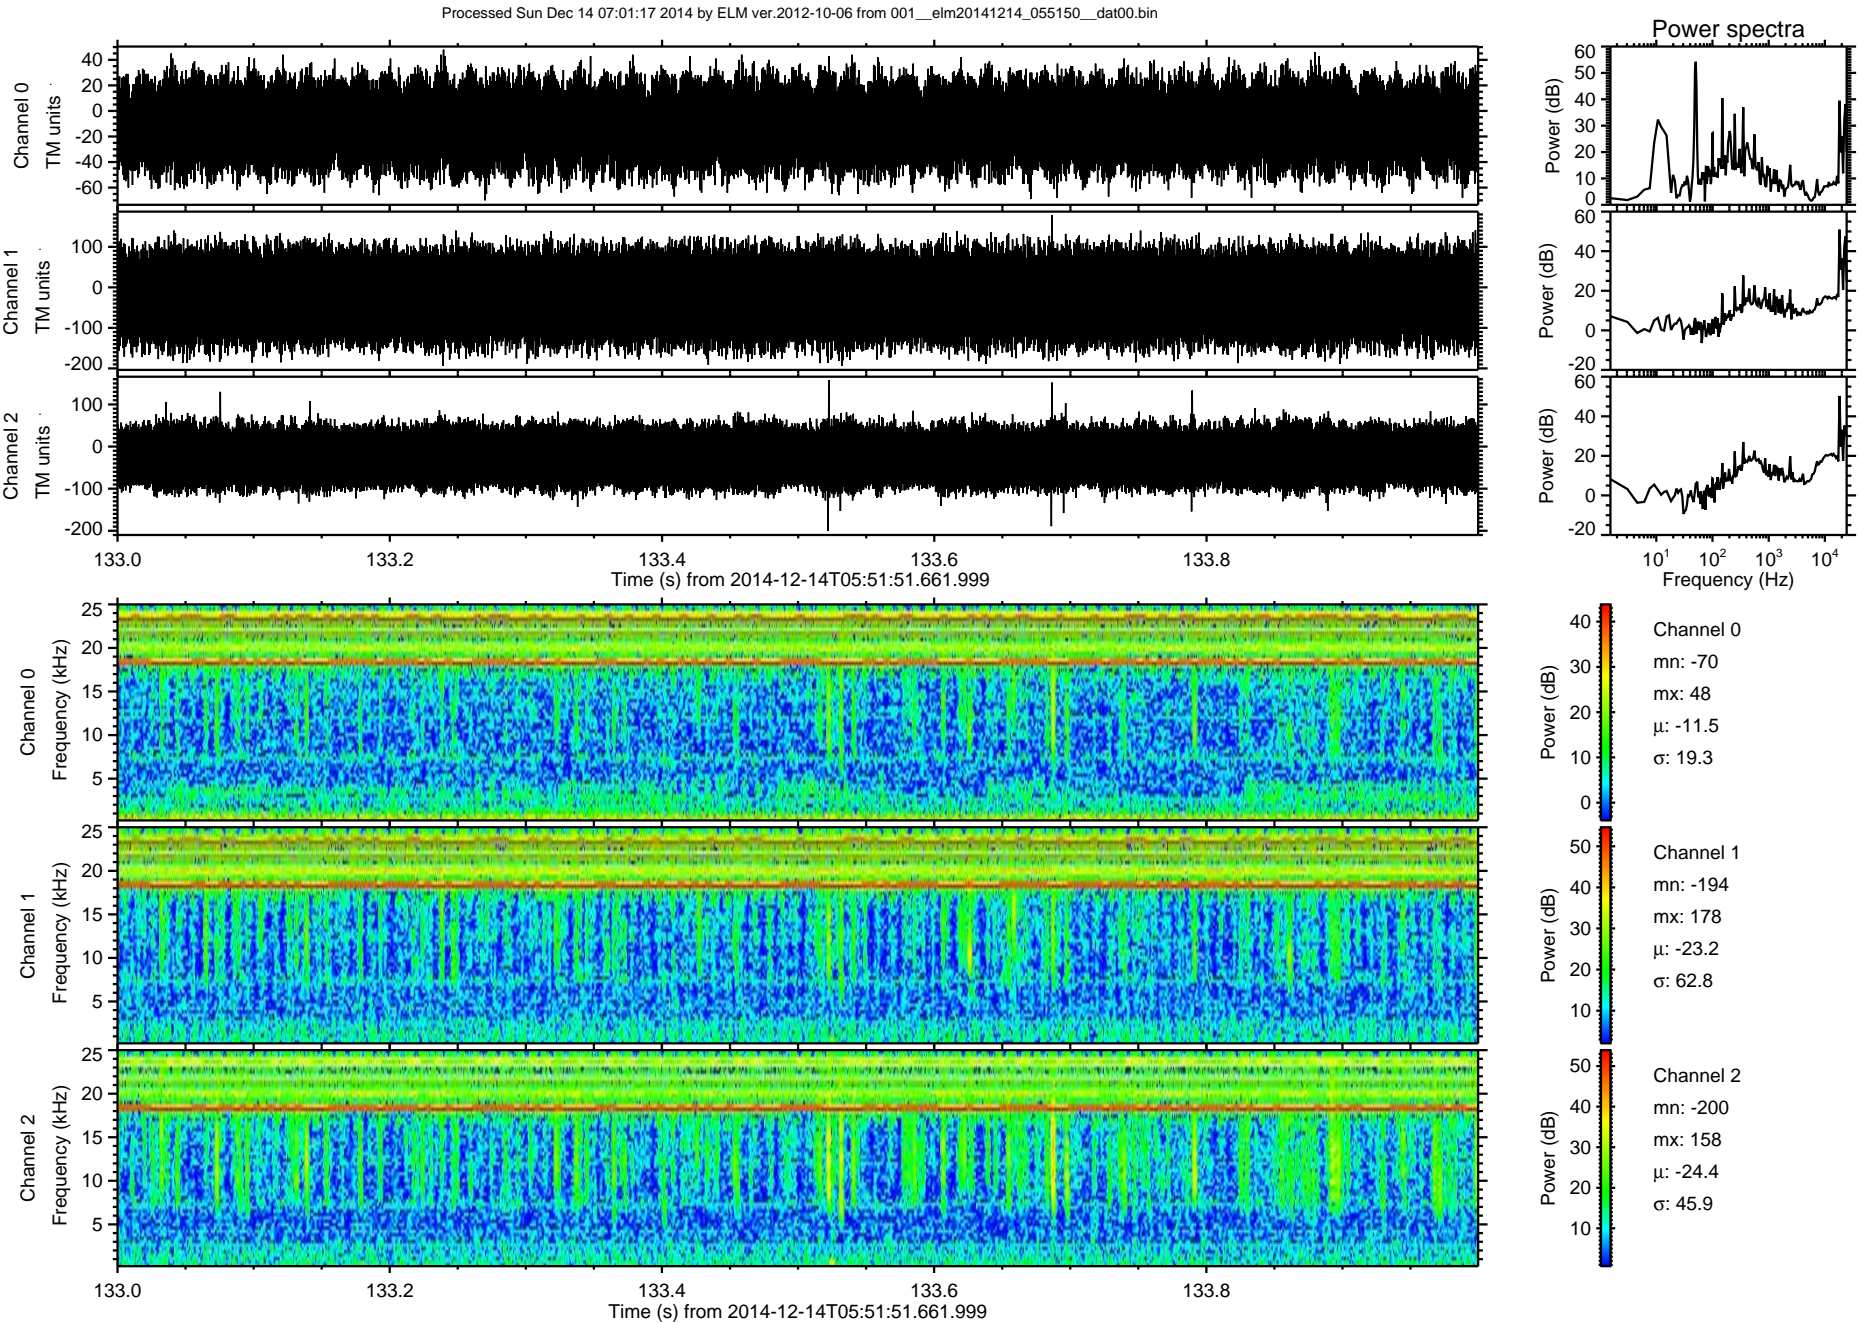 Processed Sun Dec 14 07:01:17 2014 by ELM ver.2012-10-06 from 001__elm20141214_055150__dat00.bin
Power spectra
Channel 0
TM units
40
20
0
-20
-40
-60
Power (dB)
60
50
40
30
20
10
0
Channel 1
TM units
100
0
-100
-200
Power (dB)
60
40
20
0
-20
Channel 2
TM units
100
0
-100
-200
Power (dB)
60
40
20
0
-20
133.0 133.2 133.4 133.6 133.8
Time (s) from 2014-12-14T05:51:51.661.999
10^1 10^2 10^3 10^4
Frequency (Hz)
Channel 0
Frequency (kHz)
25
20
15
10
5
Power (dB)
40
30
20
10
0
Channel 0
mn: -70
mx: 48
μ: -11.5
σ: 19.3
Channel 1
Frequency (kHz)
25
20
15
10
5
Power (dB)
50
40
30
20
10
Channel 1
mn: -194
mx: 178
μ: -23.2
σ: 62.8
Channel 2
Frequency (kHz)
25
20
15
10
5
Power (dB)
50
40
30
20
10
Channel 2
mn: -200
mx: 158
μ: -24.4
σ: 45.9
133.0 133.2 133.4 133.6 133.8
Time (s) from 2014-12-14T05:51:51.661.999